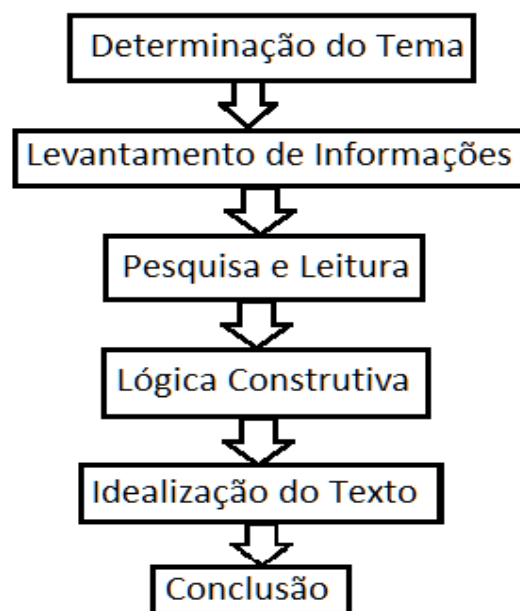 Determinação do Tema
Levantamento de Informações
Pesquisa e Leitura
Lógica Construtiva
Idealização do Texto
Conclusão